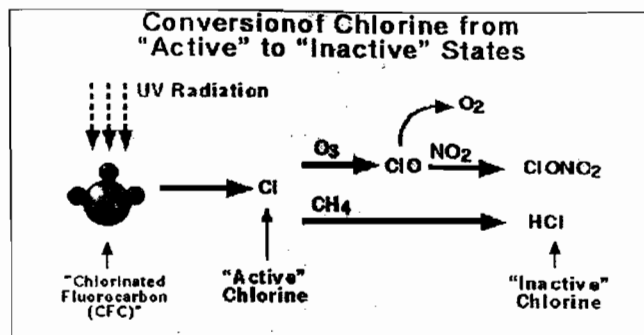 Conversionof Chlorine from
“Active” to “Inactive” States
UV Radiation
O2
O3
ClO
NO2
ClONO2
Cl
CH4
HCl
"Chlorinated
Fluorocarbon
(CFC)"
“Active”
Chlorine
“Inactive”
Chlorine